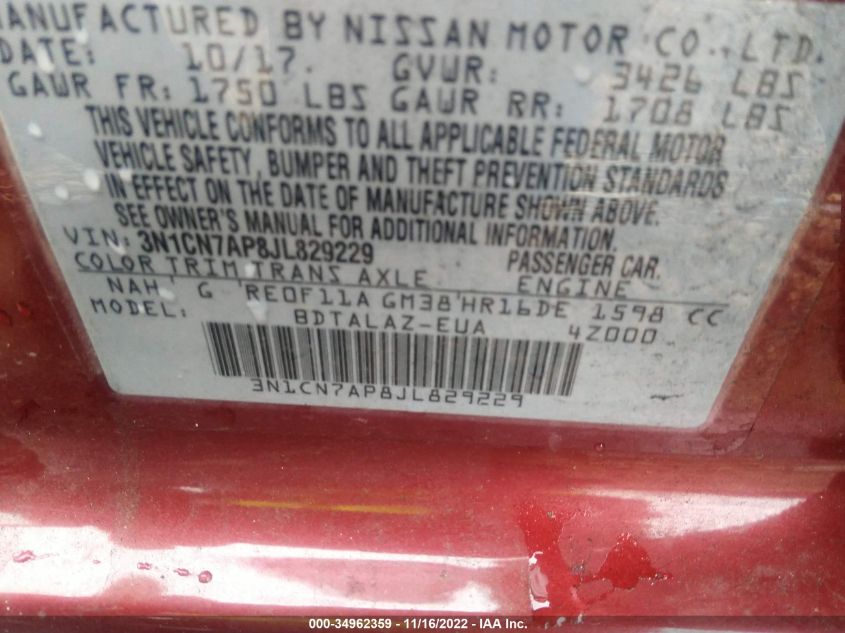 MANUFACTURED BY NISSAN MOTOR CO., LTD.
DATE: 10/17. GVWR: 3426 LBS
GAWR FR: 1750 LBS GAWR RR: 1708 LBS
THIS VEHICLE CONFORMS TO ALL APPLICABLE FEDERAL MOTOR
VEHICLE SAFETY, BUMPER AND THEFT PREVENTION STANDARDS
IN EFFECT ON THE DATE OF MANUFACTURE SHOWN ABOVE.
SEE OWNER'S MANUAL FOR ADDITIONAL INFORMATION.
VIN: 3N1CN7AP8JL829229 PASSENGER CAR.
COLOR TRIM TRANS AXLE ENGINE
NAH G RE0F11A GM38 HR16DE 1598 CC
MODEL: BDTALAZ-EUA 4Z000
3N1CN7AP8JL829229
000-34962359 - 11/16/2022 - IAA Inc.